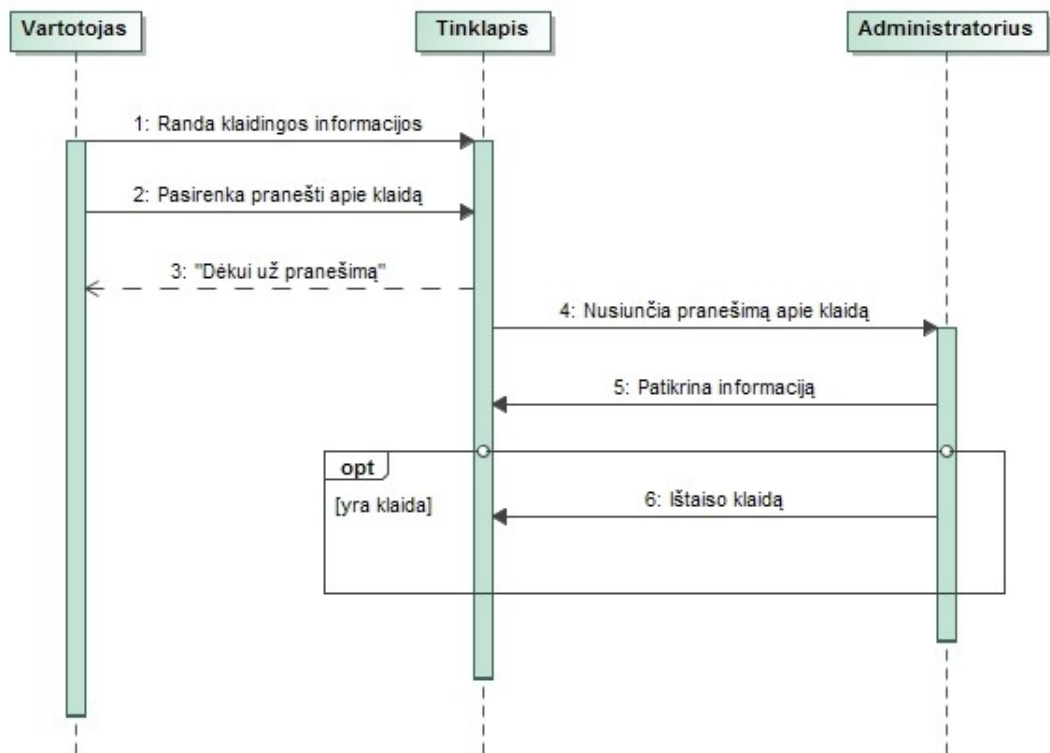 Vartotojas
Tinklapis
Administratorius
1: Randa klaidingos informacijos
2: Pasirenka pranešti apie klaidą
3: "Dėkui už pranešimą"
4: Nusiunčia pranešimą apie klaidą
5: Patikrina informaciją
opt
[yra klaida]
6: Ištaiso klaidą